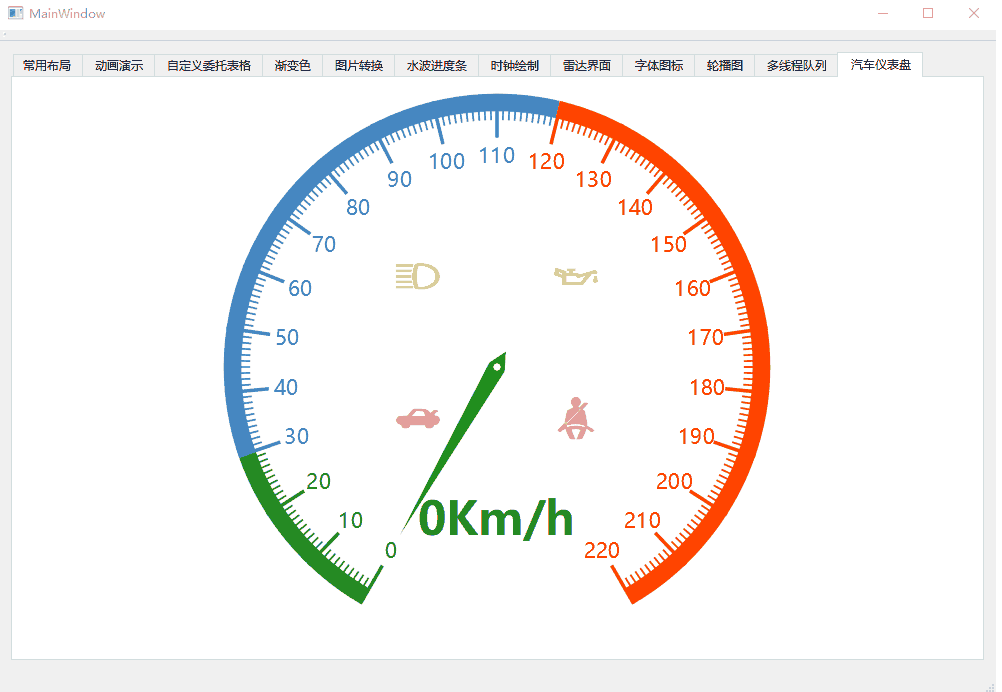 MainWindow
常用布局 动画演示 自定义委托表格 渐变色 图片转换 水波进度条 时钟绘制 雷达界面 字体图标 轮播图 多线程队列 汽车仪表盘
100 110 120
90 130
80 140
70 150
60 160
50 170
40 180
30 190
20 200
10 210
0Km/h
0 220